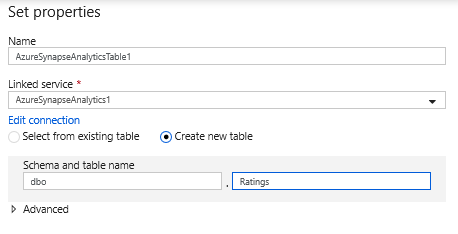 Set properties
Name
AzureSynapseAnalyticsTable1
Linked service *
AzureSynapseAnalytics1
Edit connection
Select from existing table Create new table
Schema and table name
dbo . Ratings
Advanced